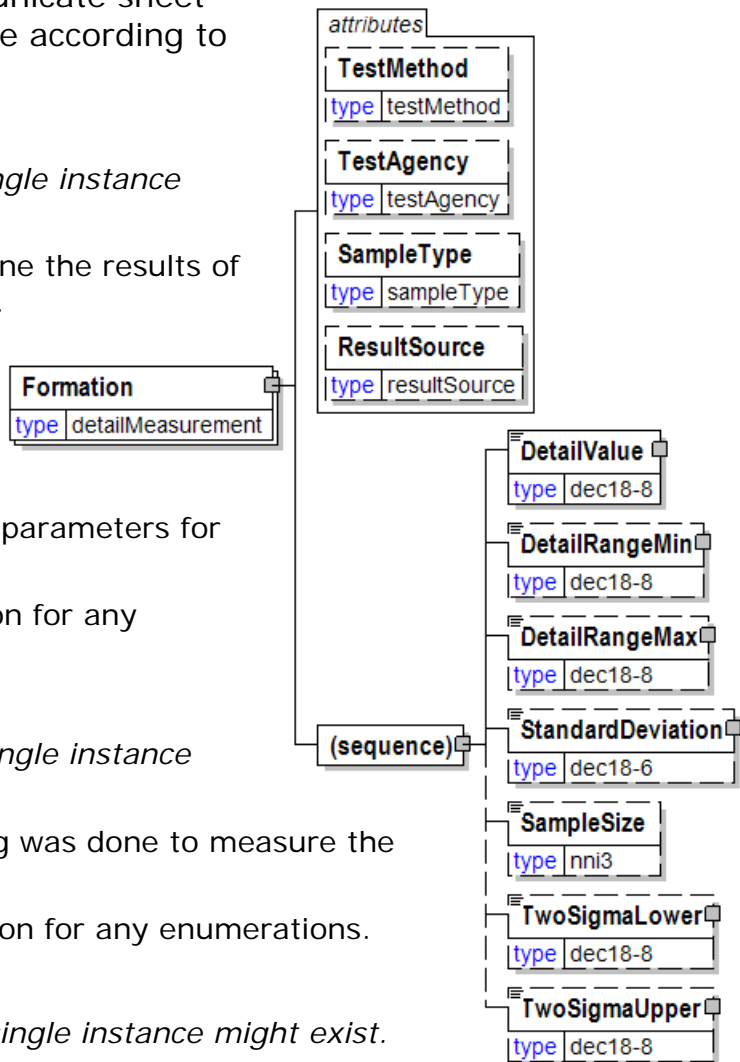 unicate sheet
e according to
ngle instance
ne the results of
.
parameters for
on for any
ngle instance
g was done to measure the
on for any enumerations.
single instance might exist.
Formation
type detailMeasurement
attributes
TestMethod
type testMethod
TestAgency
type testAgency
SampleType
type sampleType
ResultSource
type resultSource
(sequence)
DetailValue
type dec18-8
DetailRangeMin
type dec18-8
DetailRangeMax
type dec18-8
StandardDeviation
type dec18-6
SampleSize
type nni3
TwoSigmaLower
type dec18-8
TwoSigmaUpper
type dec18-8